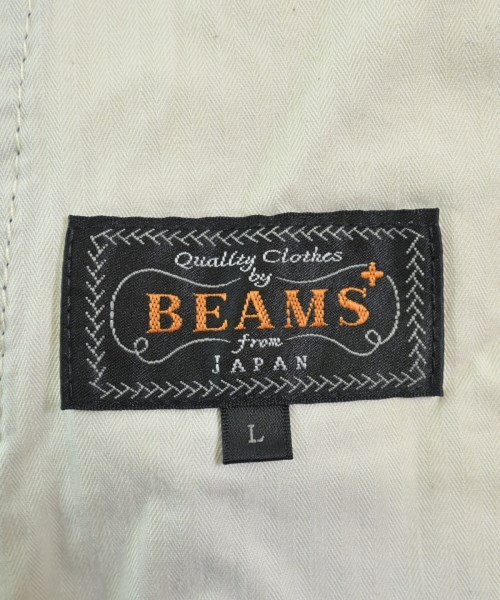 Quality Clothes
by
BEAMS+
from
JAPAN
L